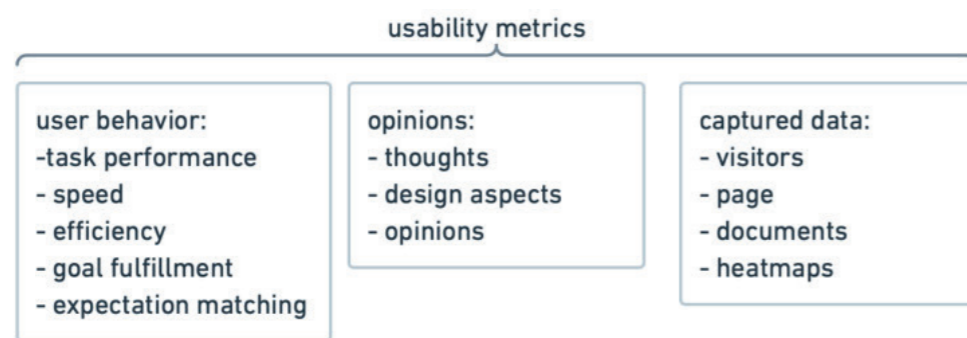 usability metrics
user behavior:
-task performance
- speed
- efficiency
- goal fulfillment
- expectation matching
opinions:
- thoughts
- design aspects
- opinions
captured data:
- visitors
- page
- documents
- heatmaps